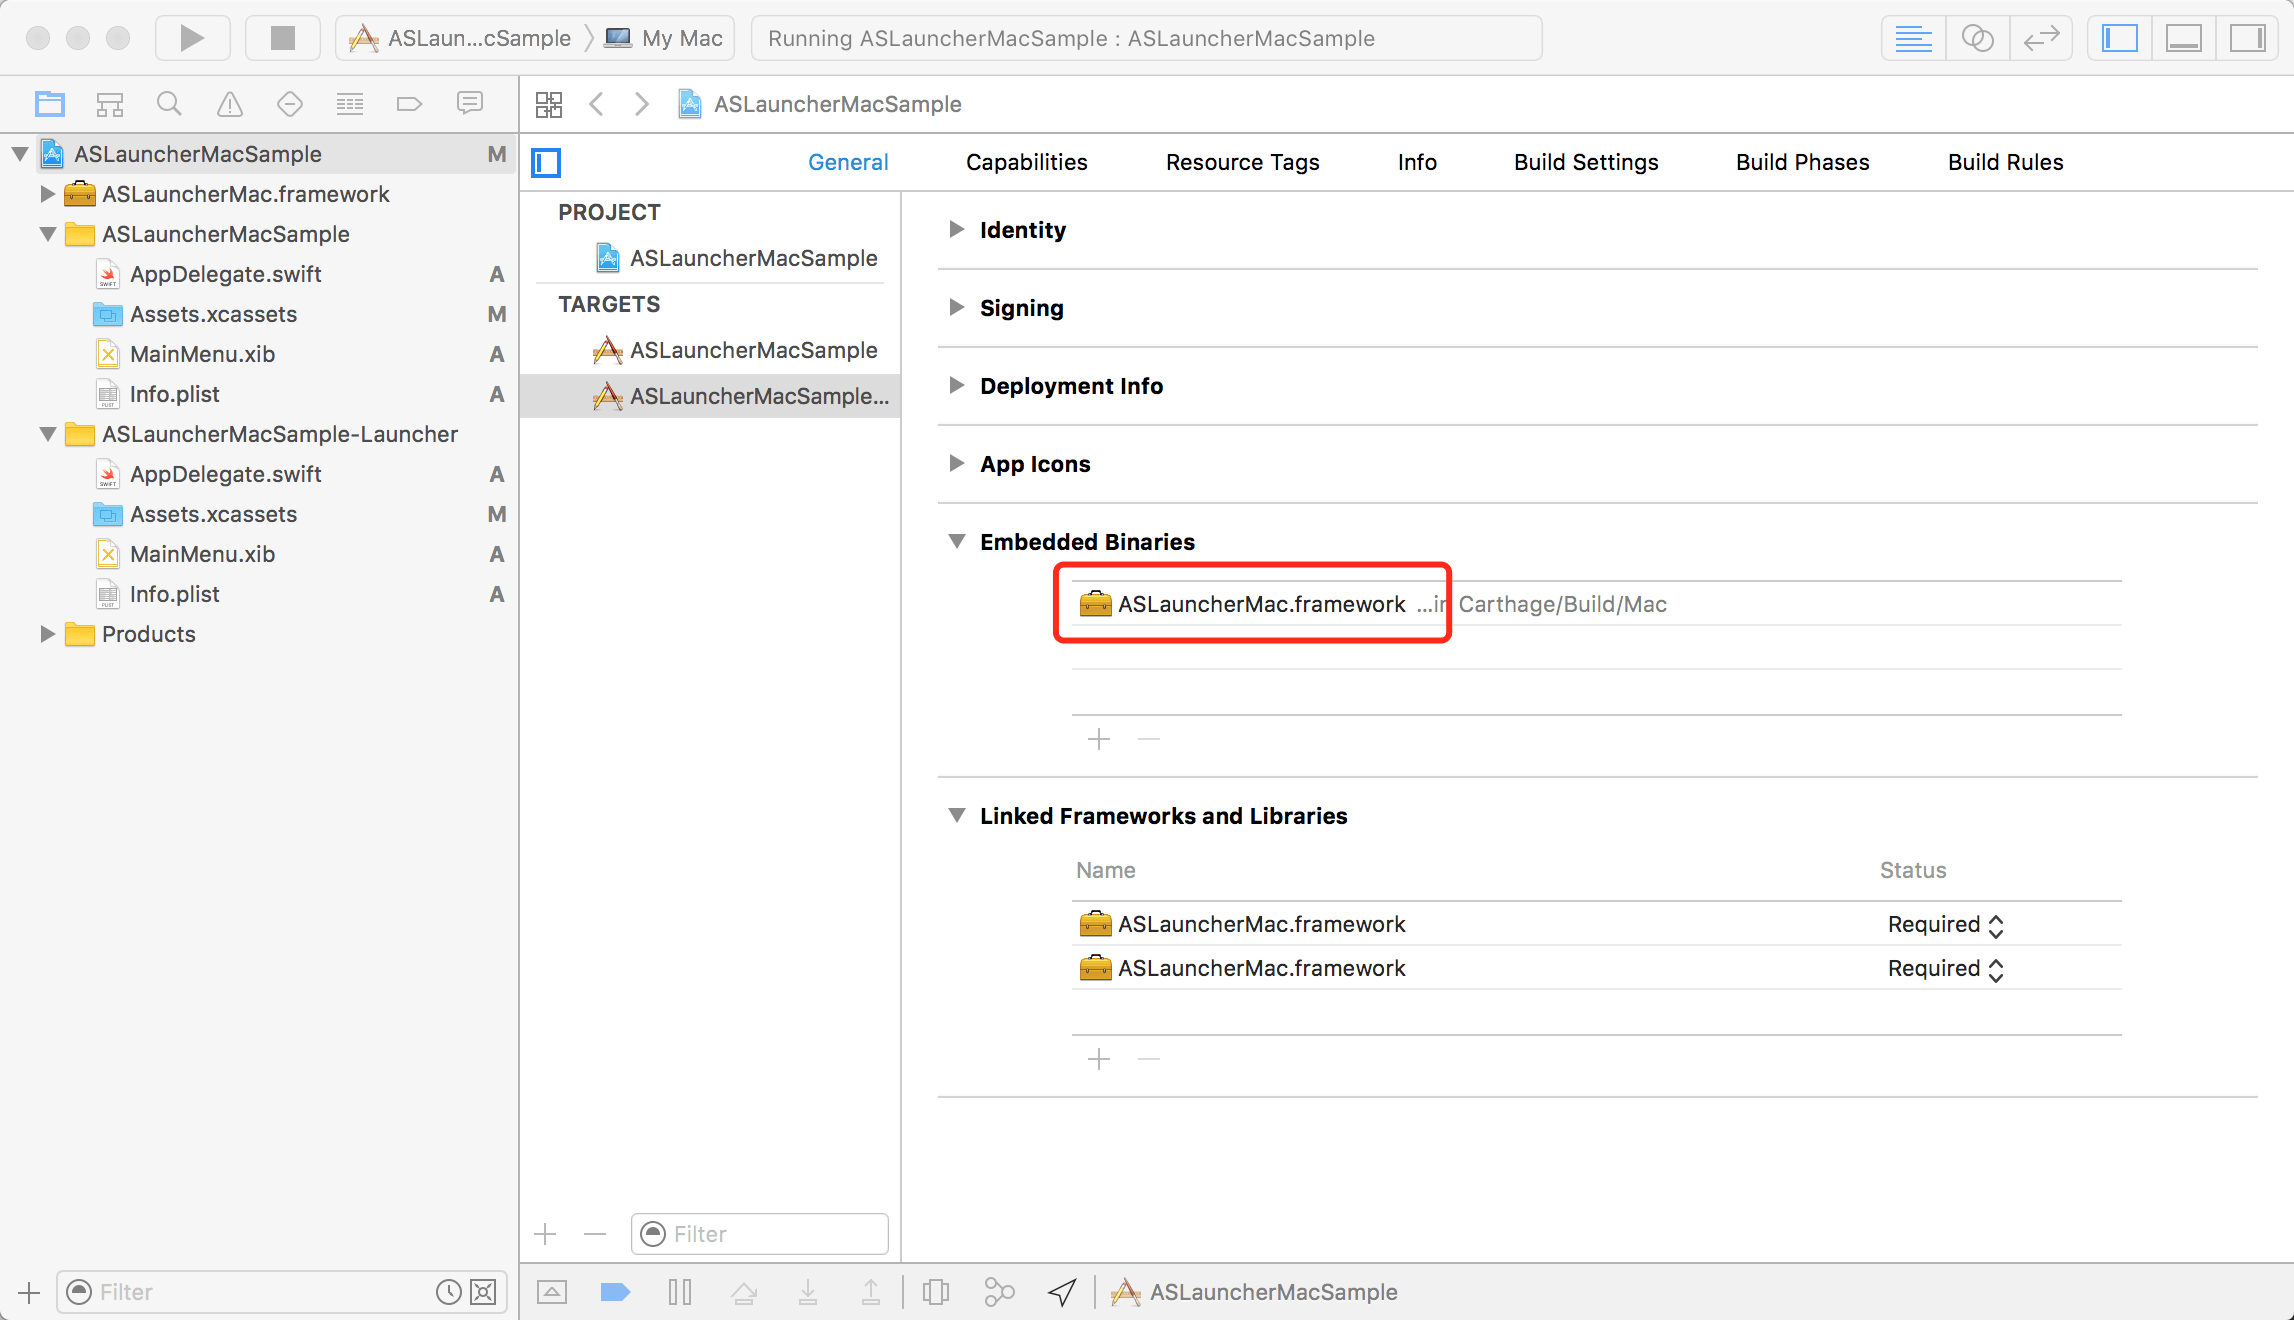 ASLaun...cSample
My Mac
Running ASLauncherMacSample : ASLauncherMacSample
ASLauncherMacSample
ASLauncherMacSample M
ASLauncherMac.framework
ASLauncherMacSample
AppDelegate.swift A
Assets.xcassets M
MainMenu.xib A
Info.plist A
ASLauncherMacSample-Launcher
AppDelegate.swift A
Assets.xcassets M
MainMenu.xib A
Info.plist A
Products
Filter
General Capabilities Resource Tags Info Build Settings Build Phases Build Rules
PROJECT
ASLauncherMacSample
TARGETS
ASLauncherMacSample
ASLauncherMacSample...
Filter
Identity
Signing
Deployment Info
App Icons
Embedded Binaries
ASLauncherMac.framework ...in Carthage/Build/Mac
Linked Frameworks and Libraries
Name Status
ASLauncherMac.framework Required
ASLauncherMac.framework Required
ASLauncherMacSample